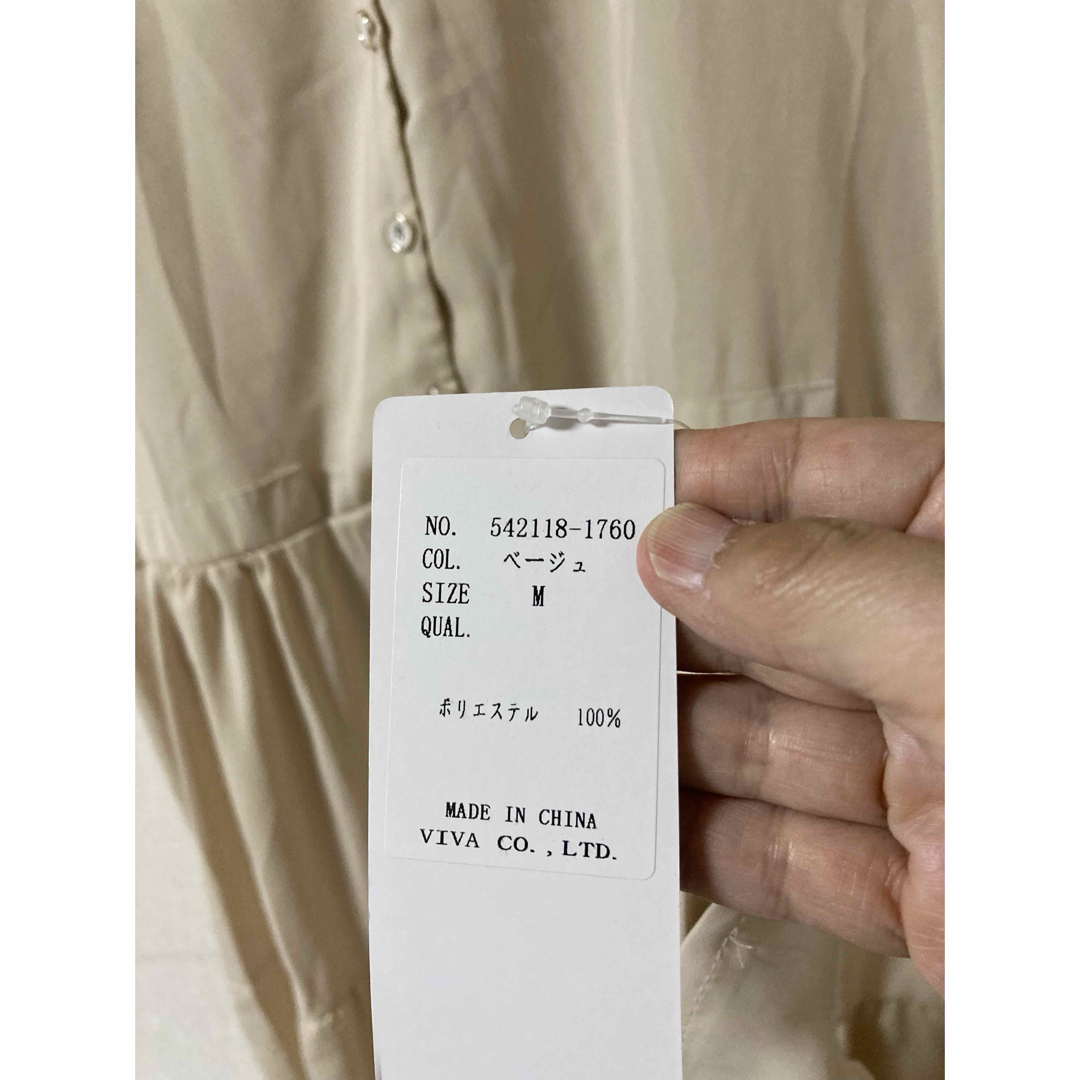 NO. 542118-1760
COL. ベージュ
SIZE M
QUAL.
ポリエステル 100%
MADE IN CHINA
VIVA CO.,LTD.